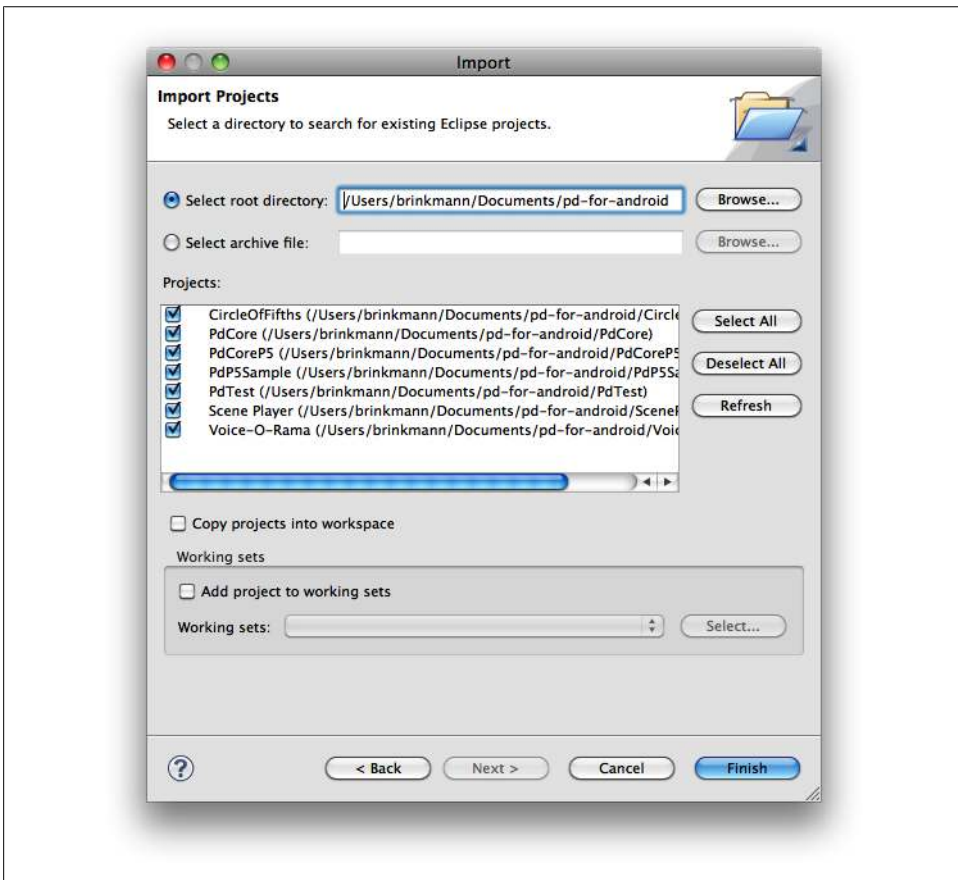 Import
Import Projects
Select a directory to search for existing Eclipse projects.
Select root directory: /Users/brinkmann/Documents/pd-for-android Browse...
Select archive file: Browse...
Projects:
CircleOfFifths (/Users/brinkmann/Documents/pd-for-android/Circle
PdCore (/Users/brinkmann/Documents/pd-for-android/PdCore)
PdCoreP5 (/Users/brinkmann/Documents/pd-for-android/PdCoreP5
PdP5Sample (/Users/brinkmann/Documents/pd-for-android/PdP5Sa
PdTest (/Users/brinkmann/Documents/pd-for-android/PdTest)
Scene Player (/Users/brinkmann/Documents/pd-for-android/Scene
Voice-O-Rama (/Users/brinkmann/Documents/pd-for-android/Voic
Select All
Deselect All
Refresh
Copy projects into workspace
Working sets
Add project to working sets
Working sets: Select...
? < Back Next > Cancel Finish